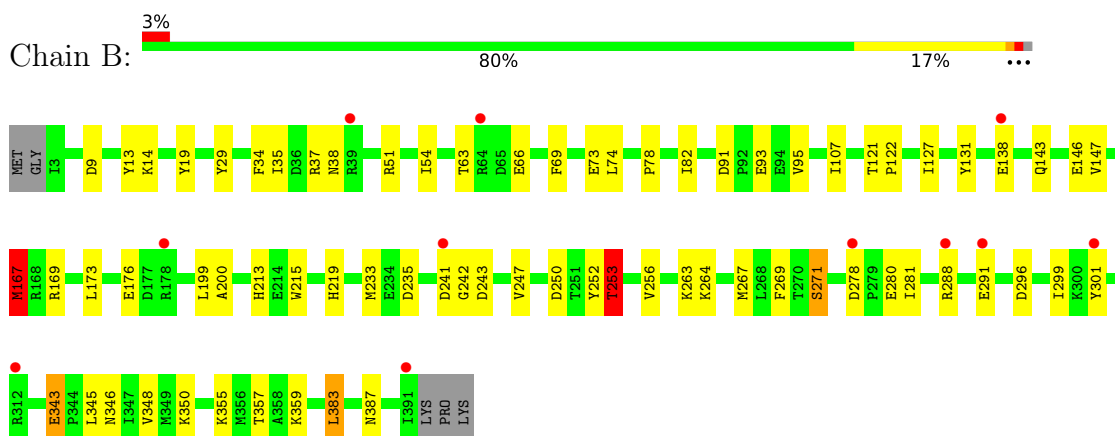 3%
Chain B:
80% 17% •••
MET GLY I3 D9 Y13 K14 Y19 Y29 F34 I35 D36 R37 N38 R39 R51 I54 T63 R64 D65 E66 F69 E73 L74 P78 I82 D91 P92 E93 E94 V95 I107 T121 P122 I127 Y131 E138 Q143 E146 V147
M167 R168 R169 L173 E176 D177 R178 L199 A200 H213 E214 W215 H219 M233 E234 D235 D241 G242 D243 V247 D250 T251 Y252 T253 V256 K263 K264 M267 L268 F269 T270 S271 D278 P279 E280 I281 R288 E291 D296 I299 K300 Y301
R312 E343 P344 L345 N346 I347 V348 M349 K350 K355 M356 T357 A358 K359 L383 N387 I391 LYS PRO LYS